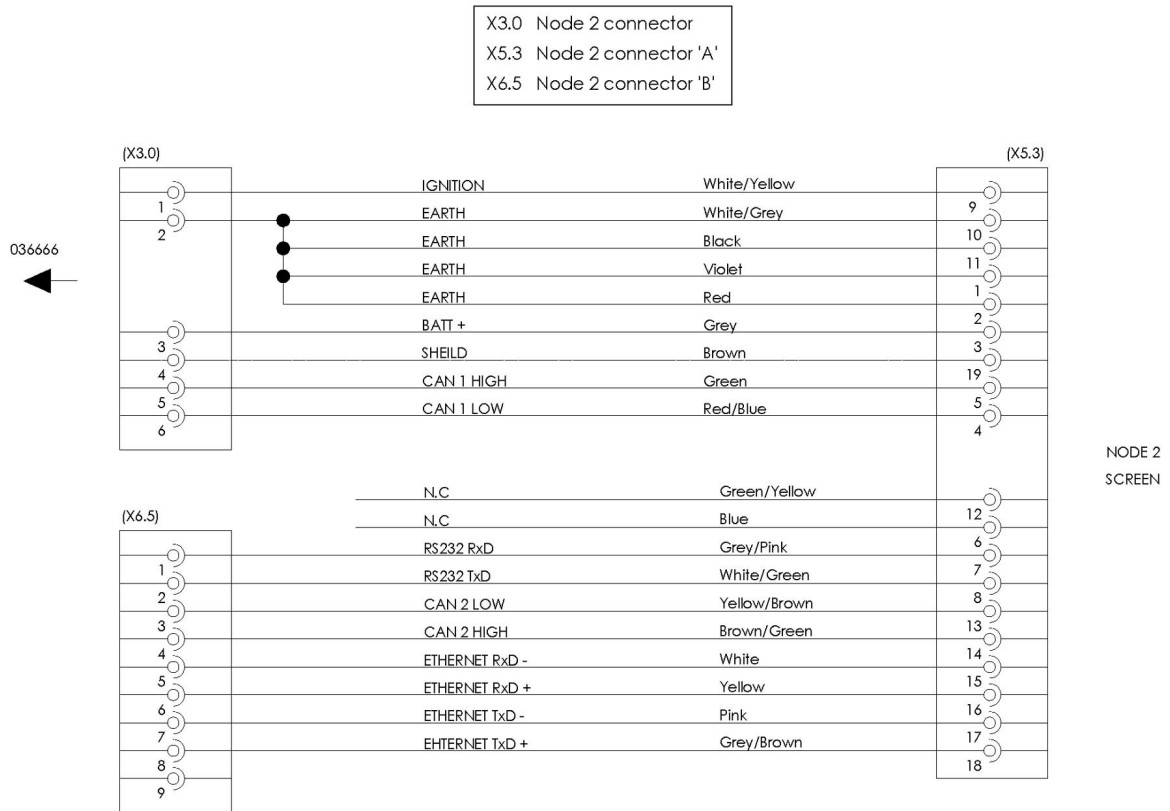 X3.0 Node 2 connector
X5.3 Node 2 connector 'A'
X6.5 Node 2 connector 'B'
(X3.0) (X5.3)
IGNITION White/Yellow
1 EARTH White/Grey 9
2 EARTH Black 10
036666
EARTH Violet 11
EARTH Red 1
BATT + Grey 2
3 SHEILD Brown 3
4 CAN 1 HIGH Green 19
5 CAN 1 LOW Red/Blue 5
6 4
NODE 2
SCREEN
N.C Green/Yellow
(X6.5) N.C Blue 12
RS232 RxD Grey/Pink 6
1 RS232 TxD White/Green 7
2 CAN 2 LOW Yellow/Brown 8
3 CAN 2 HIGH Brown/Green 13
4 ETHERNET RxD - White 14
5 ETHERNET RxD + Yellow 15
6 ETHERNET TxD - Pink 16
7 EHTERNET TxD + Grey/Brown 17
8 18
9